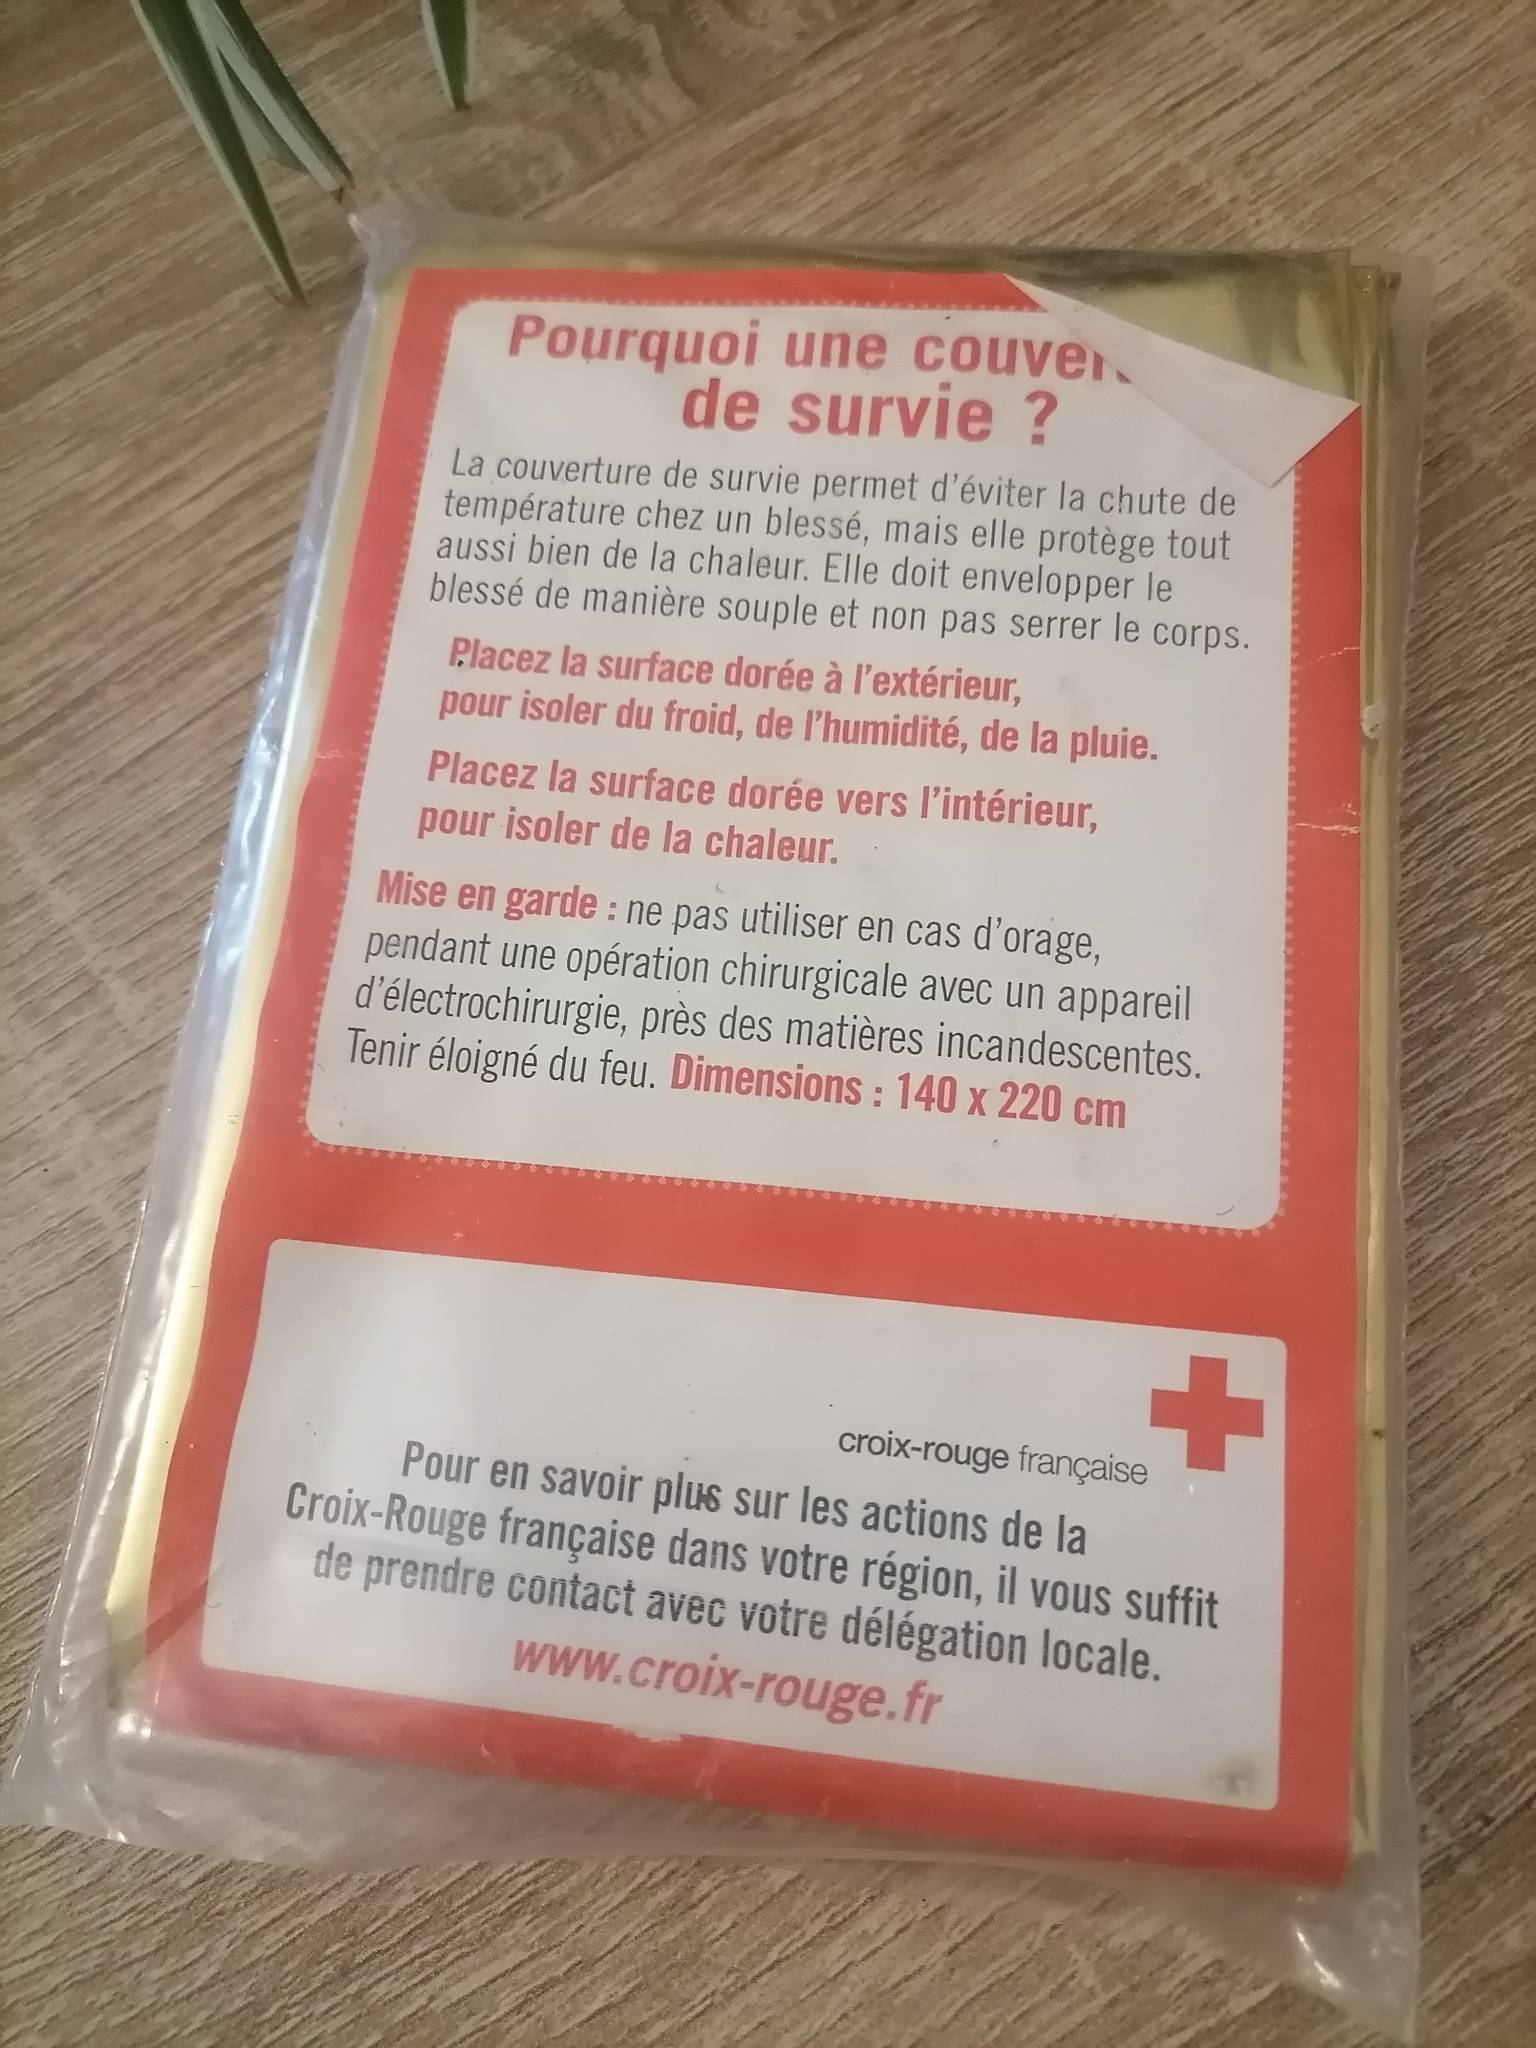 Pourquoi une
de survie ?
La couverture de survie permet d'éviter la chute de
température chez un blessé, mais elle protège tout
aussi bien de la chaleur. Elle doit envelopper le
blessé de manière souple et non pas serrer le corps.
Placez la surface dorée à l'extérieur,
pour isoler du froid, de l'humidité, de la pluie.
Placez la surface dorée vers l'intérieur,
pour isoler de la chaleur.
Mise en garde : ne pas utiliser en cas d'orage,
pendant une opération chirurgicale avec un appareil
d'électrochirurgie, près des matières incandescentes.
Tenir éloigné du feu. Dimensions : 140 x 220 cm
croix-rouge française
Pour en savoir plus sur les actions de la
Croix-Rouge française dans votre région, il vous suffit
de prendre contact avec votre délégation locale.
www.croix-rouge.fr